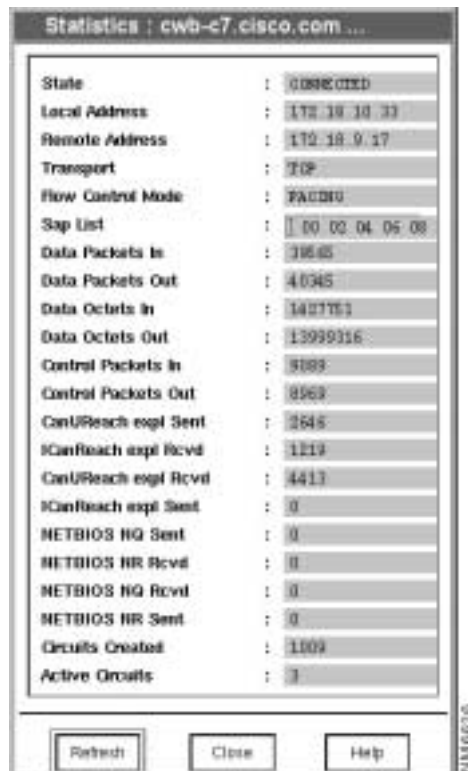 Statistics : cwb-c7.cisco.com ...
State : CONNECTED
Local Address : 172.18.10.33
Remote Address : 172.18.9.17
Transport : TCP
Flow Control Mode : PACING
Sap List : 00 02 04 06 08
Data Packets In :
Data Packets Out : 40345
Data Octets In :
Data Octets Out : 13999316
Control Packets In : 9089
Control Packets Out : 8969
CanUReach expl Sent : 2646
ICanReach expl Rcvd : 1219
CanUReach expl Rcvd : 4413
ICanReach expl Sent : 0
NETBIOS NQ Sent : 0
NETBIOS NR Rcvd : 0
NETBIOS NQ Rcvd : 0
NETBIOS NR Sent : 0
Circuits Created : 1009
Active Circuits : 3
Refresh Close Help